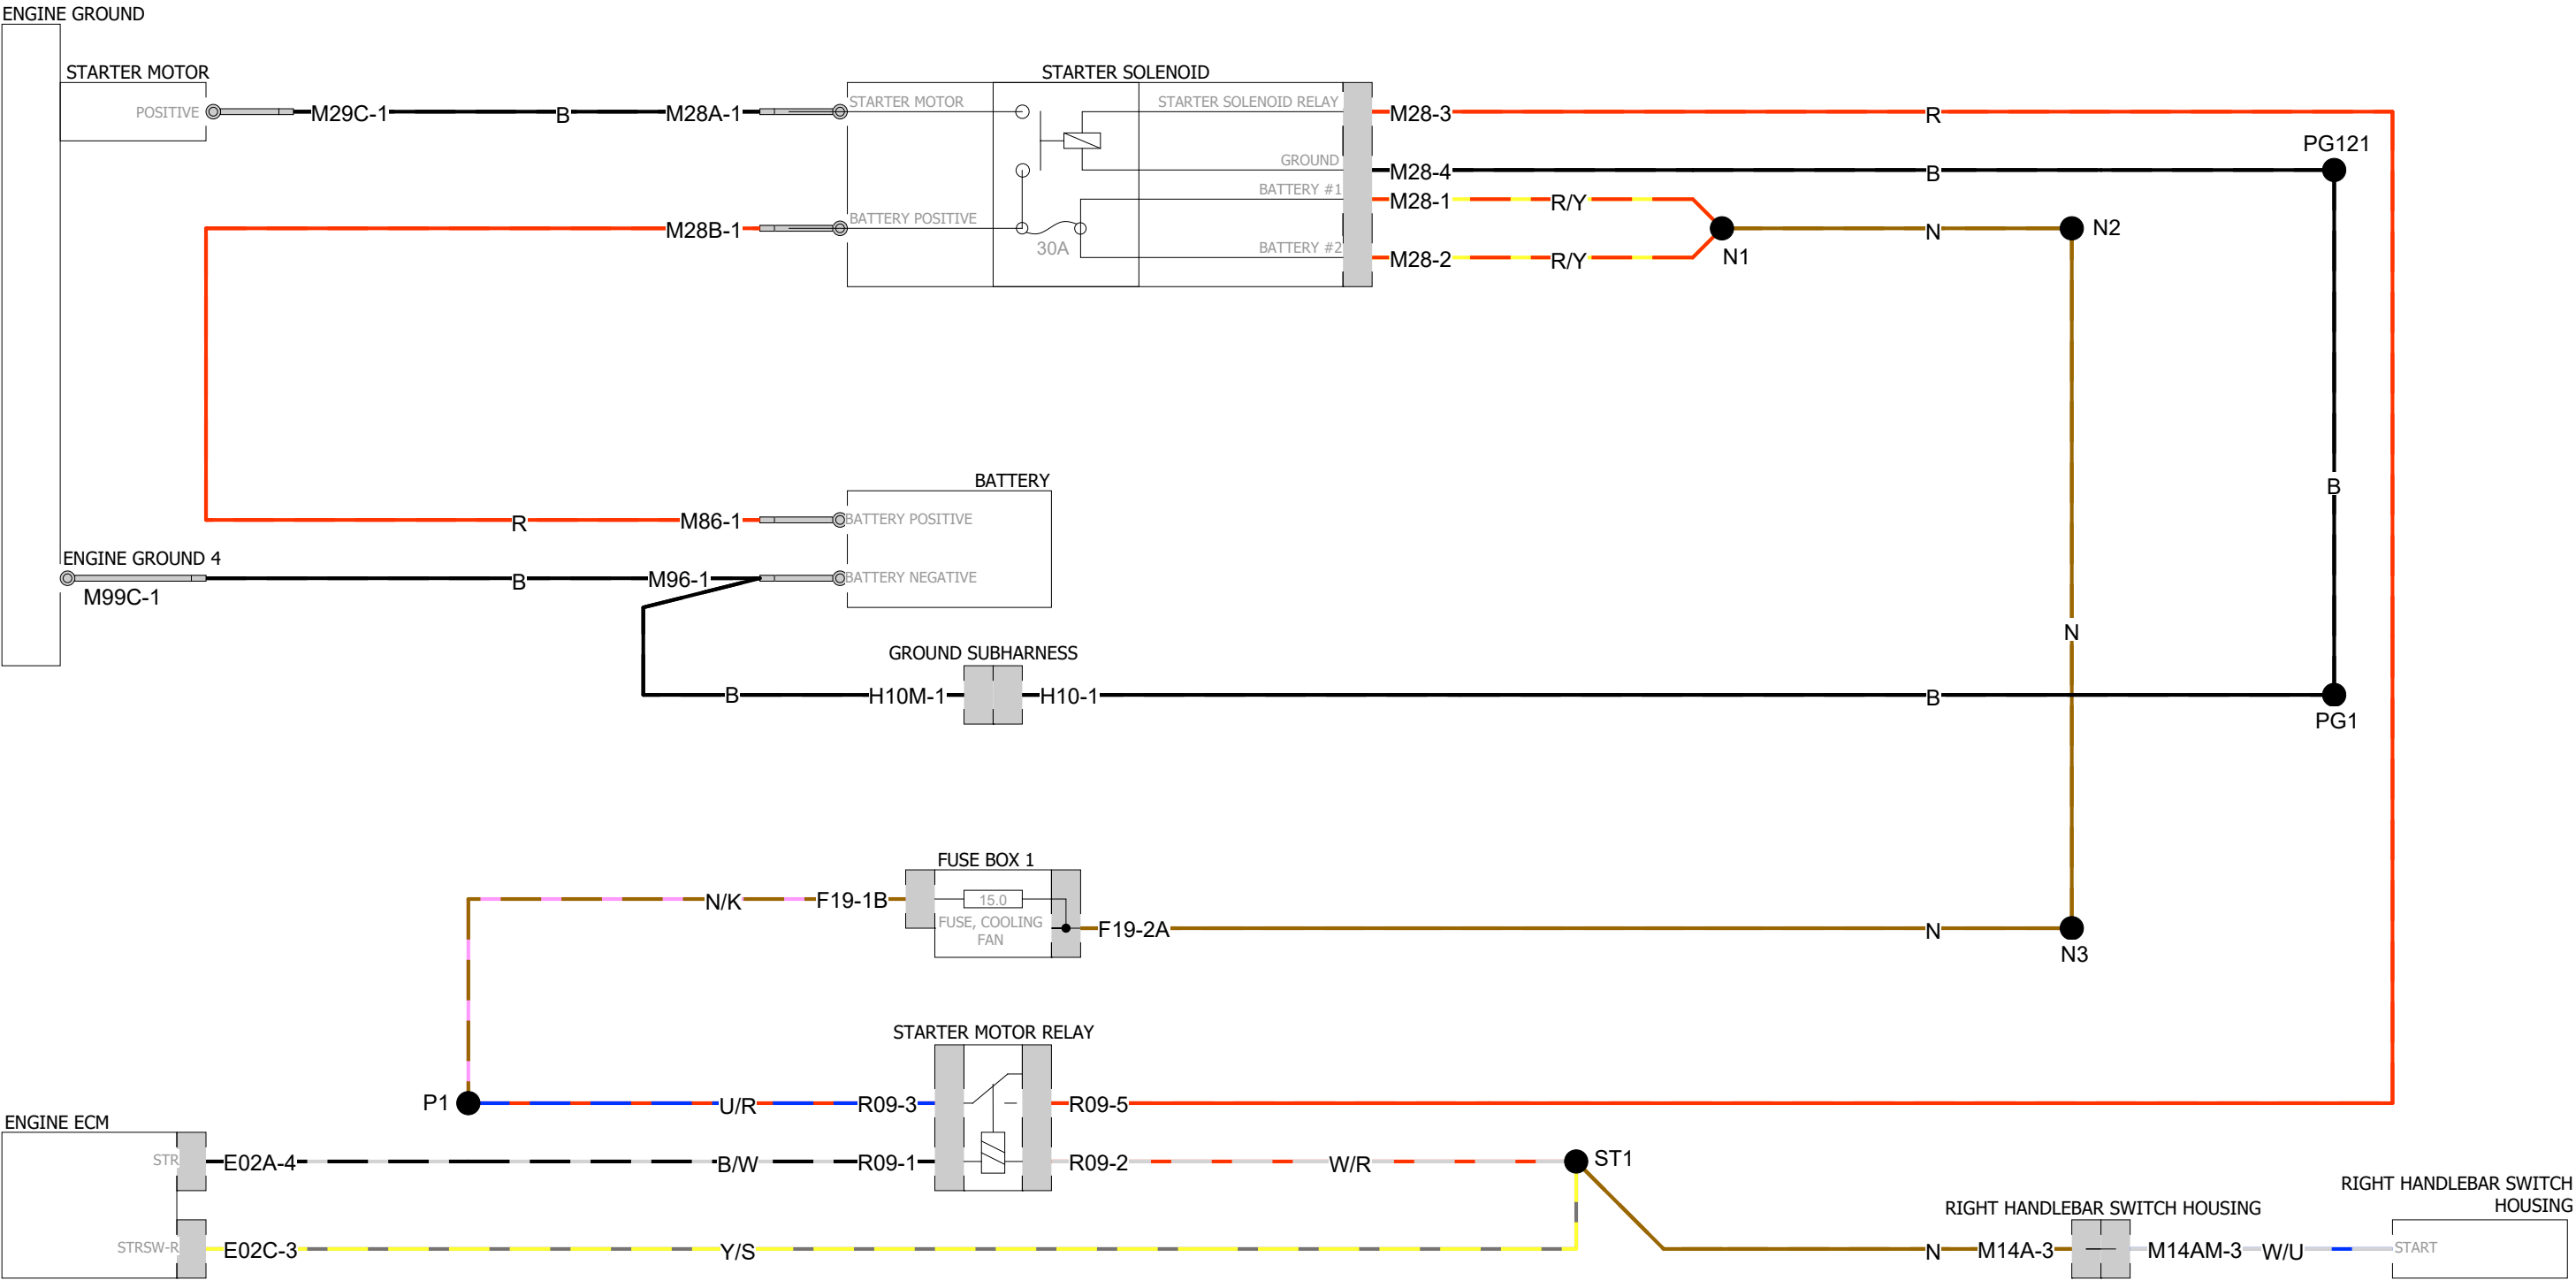 ENGINE GROUND
STARTER MOTOR
POSITIVE
M29C-1
B
M28A-1
STARTER SOLENOID
STARTER MOTOR
STARTER SOLENOID RELAY
M28-3
R
GROUND
M28-4
B
PG121
BATTERY #1
M28-1
R/Y
M28B-1
BATTERY POSITIVE
30A
BATTERY #2
M28-2
R/Y
N1
N
N2
BATTERY
R
M86-1
BATTERY POSITIVE
B
ENGINE GROUND 4
M99C-1
B
M96-1
BATTERY NEGATIVE
N
GROUND SUBHARNESS
B
H10M-1
H10-1
B
PG1
FUSE BOX 1
N/K
F19-1B
15.0
FUSE, COOLING
FAN
F19-2A
N
N3
STARTER MOTOR RELAY
P1
U/R
R09-3
R09-5
ENGINE ECM
STR
E02A-4
B/W
R09-1
R09-2
W/R
ST1
STRSW-R
E02C-3
Y/S
RIGHT HANDLEBAR SWITCH HOUSING
N
M14A-3
M14AM-3
W/U
RIGHT HANDLEBAR SWITCH
HOUSING
START